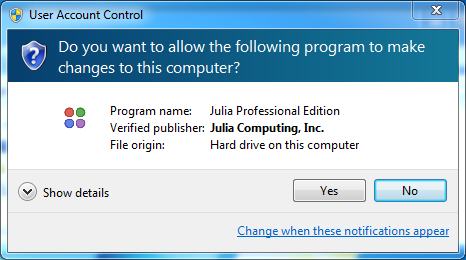 User Account Control
Do you want to allow the following program to make
changes to this computer?
Program name: Julia Professional Edition
Verified publisher: Julia Computing, Inc.
File origin: Hard drive on this computer
Show details
Yes
No
Change when these notifications appear